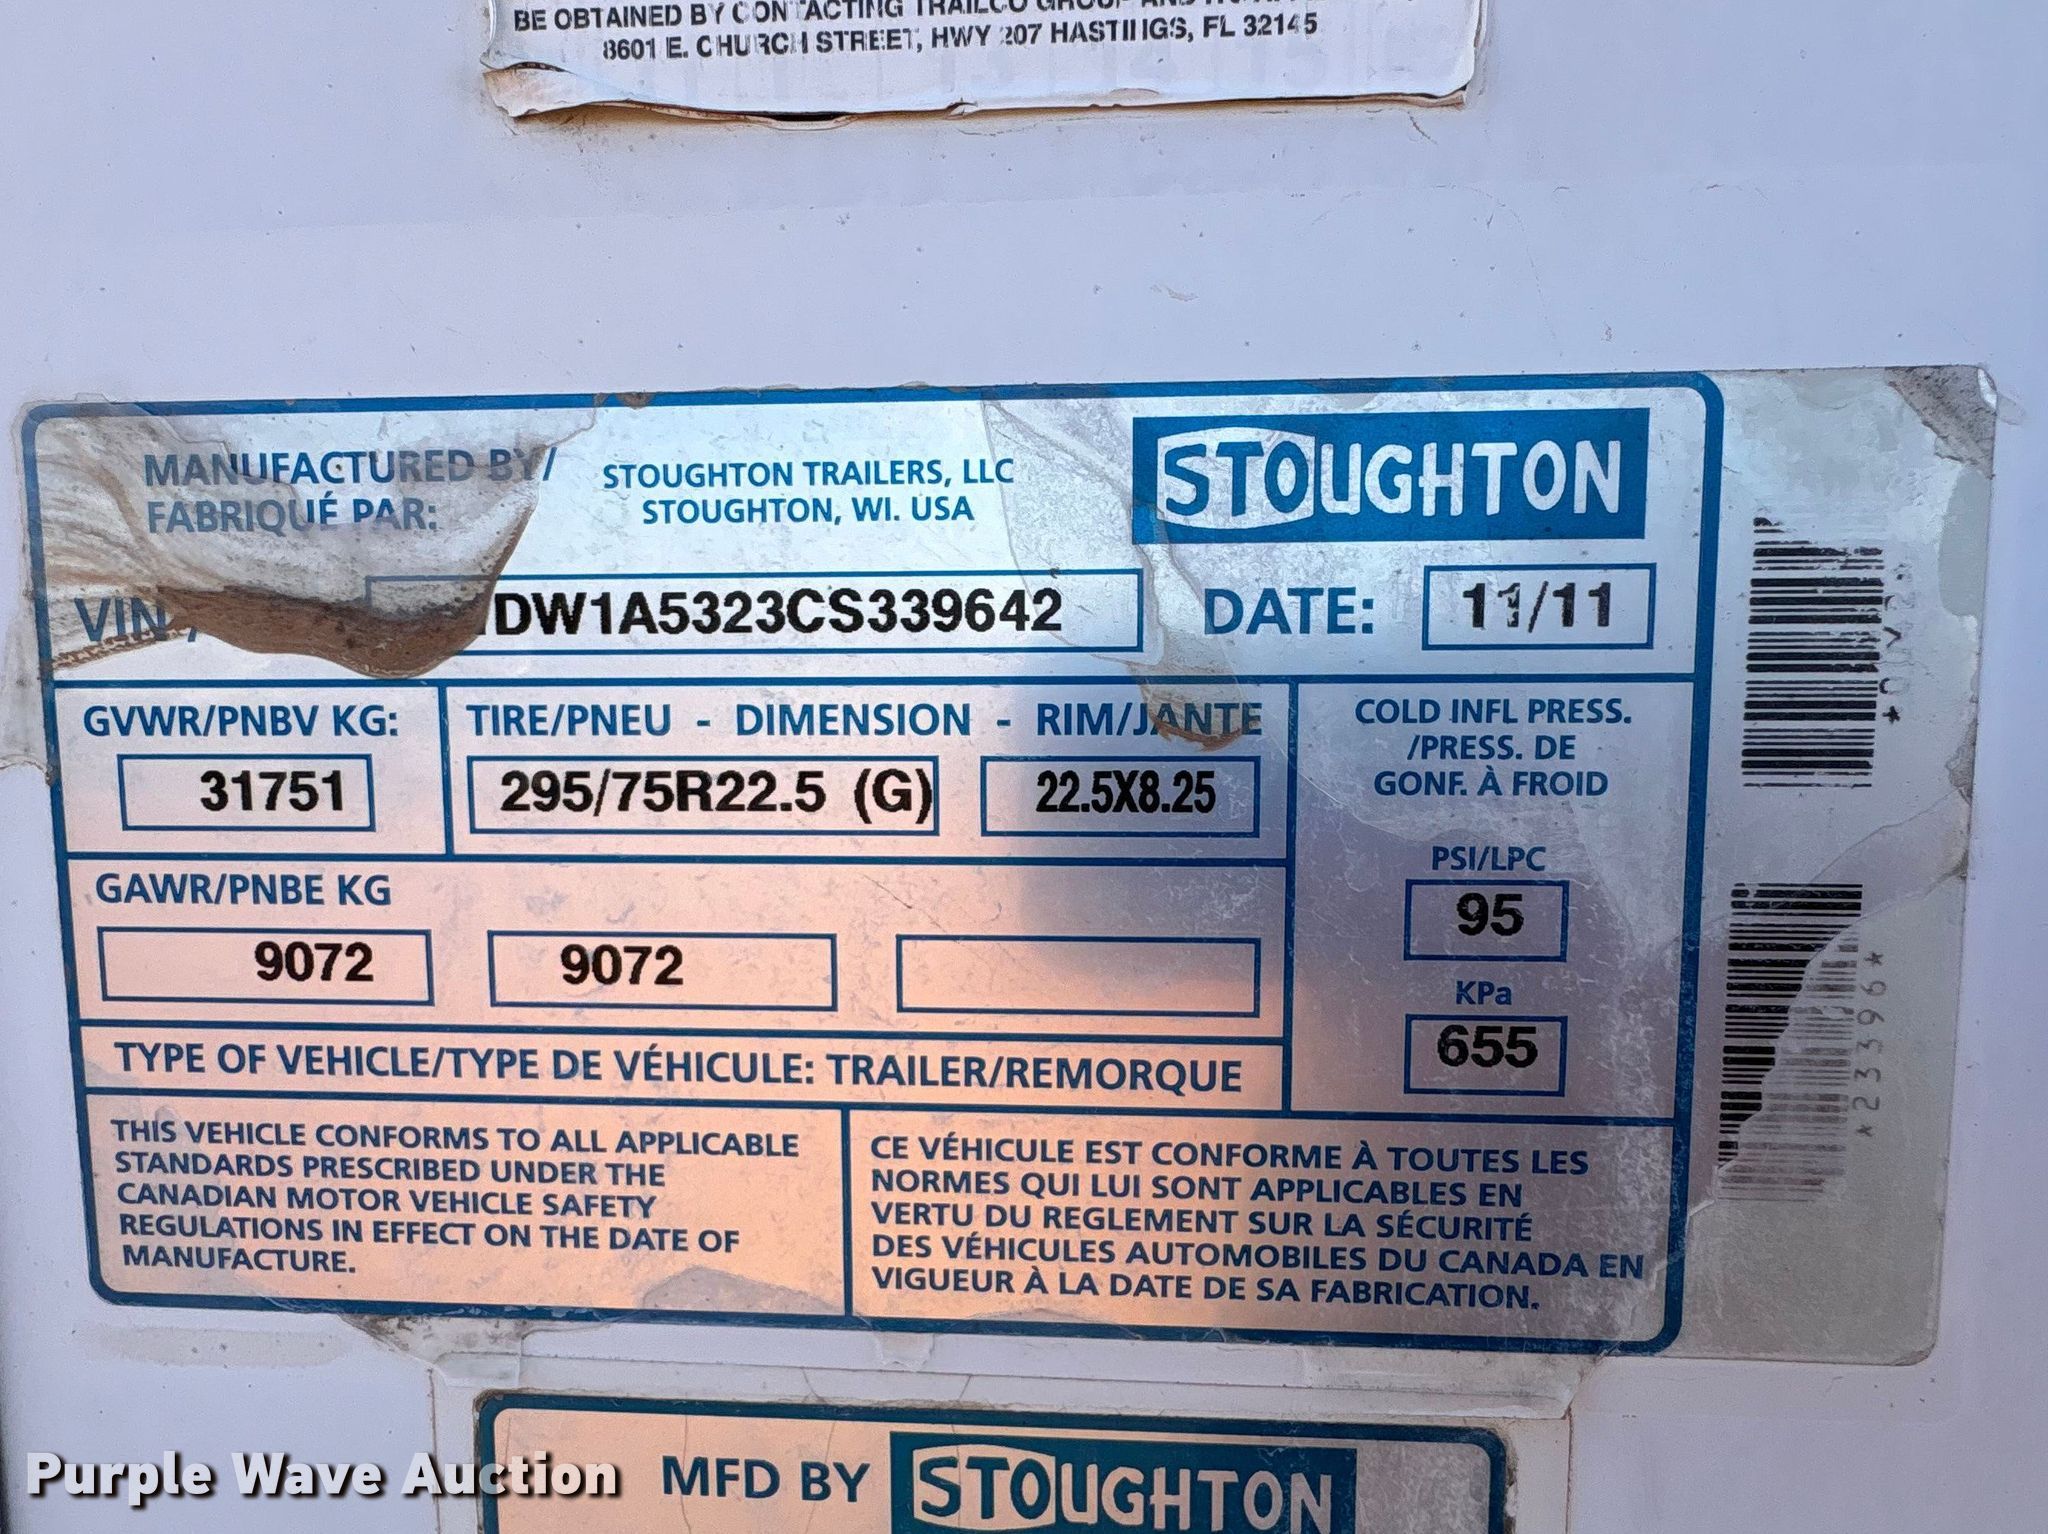 BE OBTAINED BY CONTACTING TRAILCO GROUP AND
8601 E. CHURCH STREET, HWY 207 HASTINGS, FL 32145
MANUFACTURED BY/
FABRIQUÉ PAR:
STOUGHTON TRAILERS, LLC
STOUGHTON, WI. USA
STOUGHTON
VIN
DW1A5323CS339642
DATE: 11/11
GVWR/PNBV KG:
31751
TIRE/PNEU - DIMENSION - RIM/JANTE
295/75R22.5 (G)
22.5X8.25
COLD INFL PRESS.
/PRESS. DE
GONF. À FROID
PSI/LPC
95
KPa
655
GAWR/PNBE KG
9072
9072
TYPE OF VEHICLE/TYPE DE VÉHICULE: TRAILER/REMORQUE
THIS VEHICLE CONFORMS TO ALL APPLICABLE
STANDARDS PRESCRIBED UNDER THE
CANADIAN MOTOR VEHICLE SAFETY
REGULATIONS IN EFFECT ON THE DATE OF
MANUFACTURE.
CE VÉHICULE EST CONFORME À TOUTES LES
NORMES QUI LUI SONT APPLICABLES EN
VERTU DU REGLEMENT SUR LA SÉCURITÉ
DES VÉHICULES AUTOMOBILES DU CANADA EN
VIGUEUR À LA DATE DE SA FABRICATION.
*23396*
MFD BY STOUGHTON
Purple Wave Auction